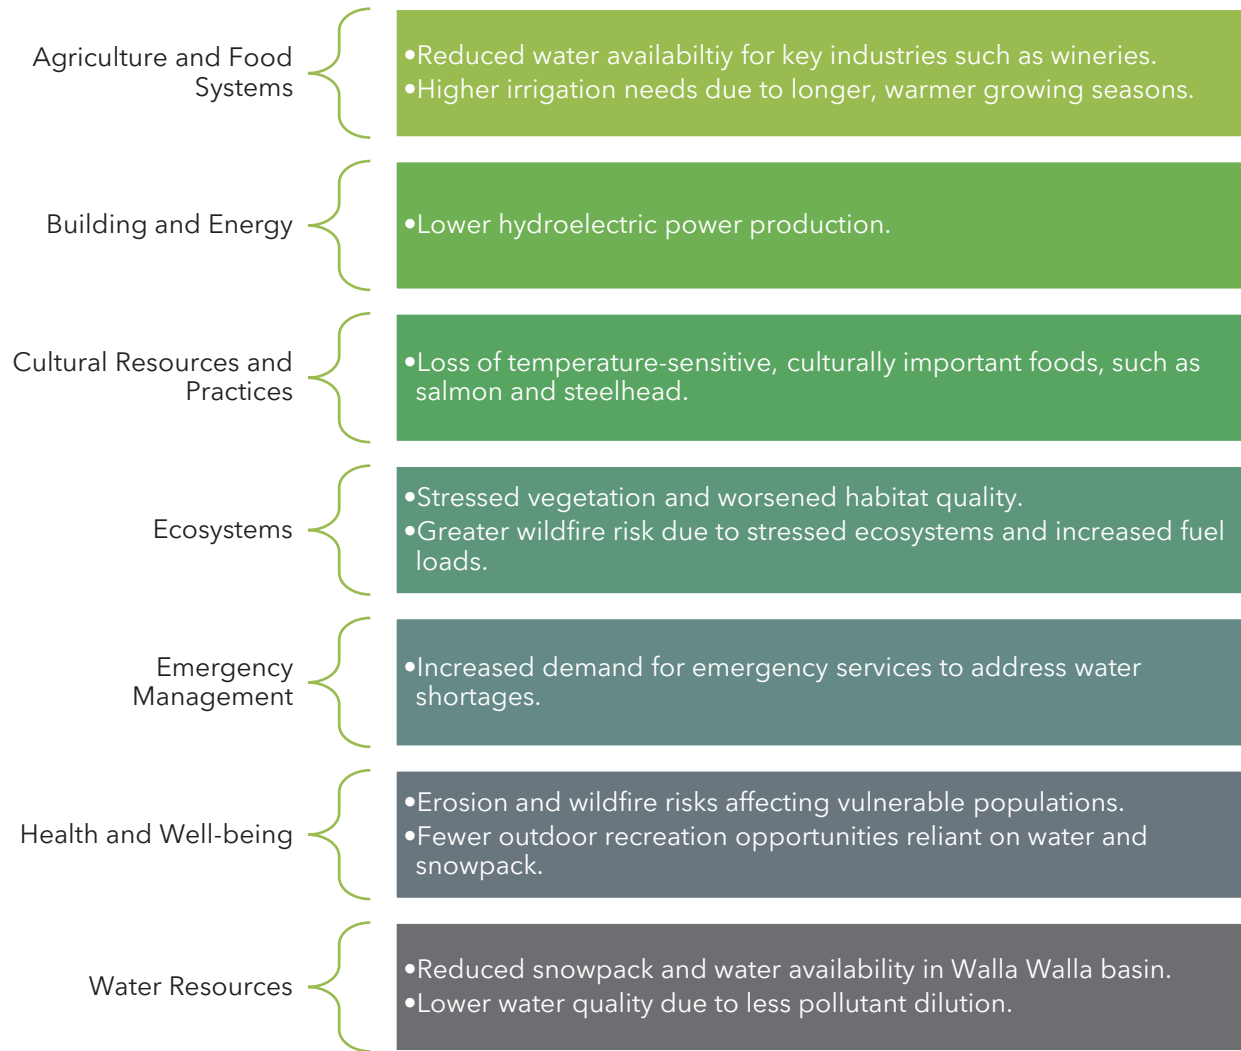 Agriculture and Food
Systems
•Reduced water availabiltiy for key industries such as wineries.
•Higher irrigation needs due to longer, warmer growing seasons.
Building and Energy
•Lower hydroelectric power production.
Cultural Resources and
Practices
•Loss of temperature-sensitive, culturally important foods, such as
salmon and steelhead.
Ecosystems
•Stressed vegetation and worsened habitat quality.
•Greater wildfire risk due to stressed ecosystems and increased fuel
loads.
Emergency
Management
•Increased demand for emergency services to address water
shortages.
Health and Well-being
•Erosion and wildfire risks affecting vulnerable populations.
•Fewer outdoor recreation opportunities reliant on water and
snowpack.
Water Resources
•Reduced snowpack and water availability in Walla Walla basin.
•Lower water quality due to less pollutant dilution.